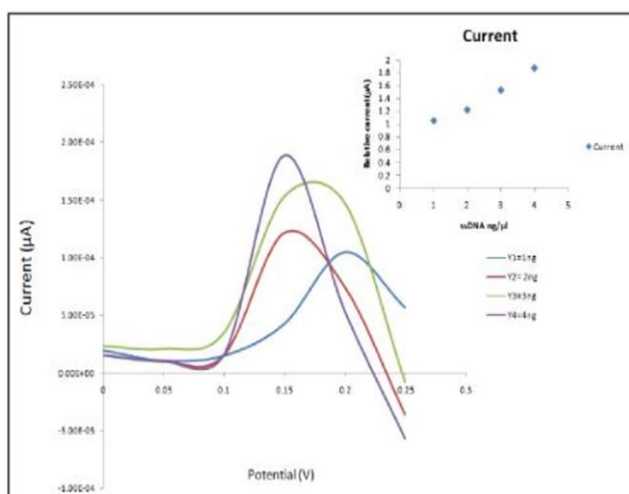 Current
2.50E-04
2.00E-04
1.50E-04
1.00E-04
5.00E-05
0.00E+00
-5.00E-05
-1.00E-04
Current (µA)
0 0.05 0.1 0.15 0.2 0.25
Potential (V)
2
1.8
1.6
1.4
1.2
1
0.8
0.6
0.4
0.2
0
Relative current(µA)
0 1 2 3 4 5
ssDNA ng/µl
Current
Y1=1ng
Y2= 2ng
Y3=3ng
Y4=4ng